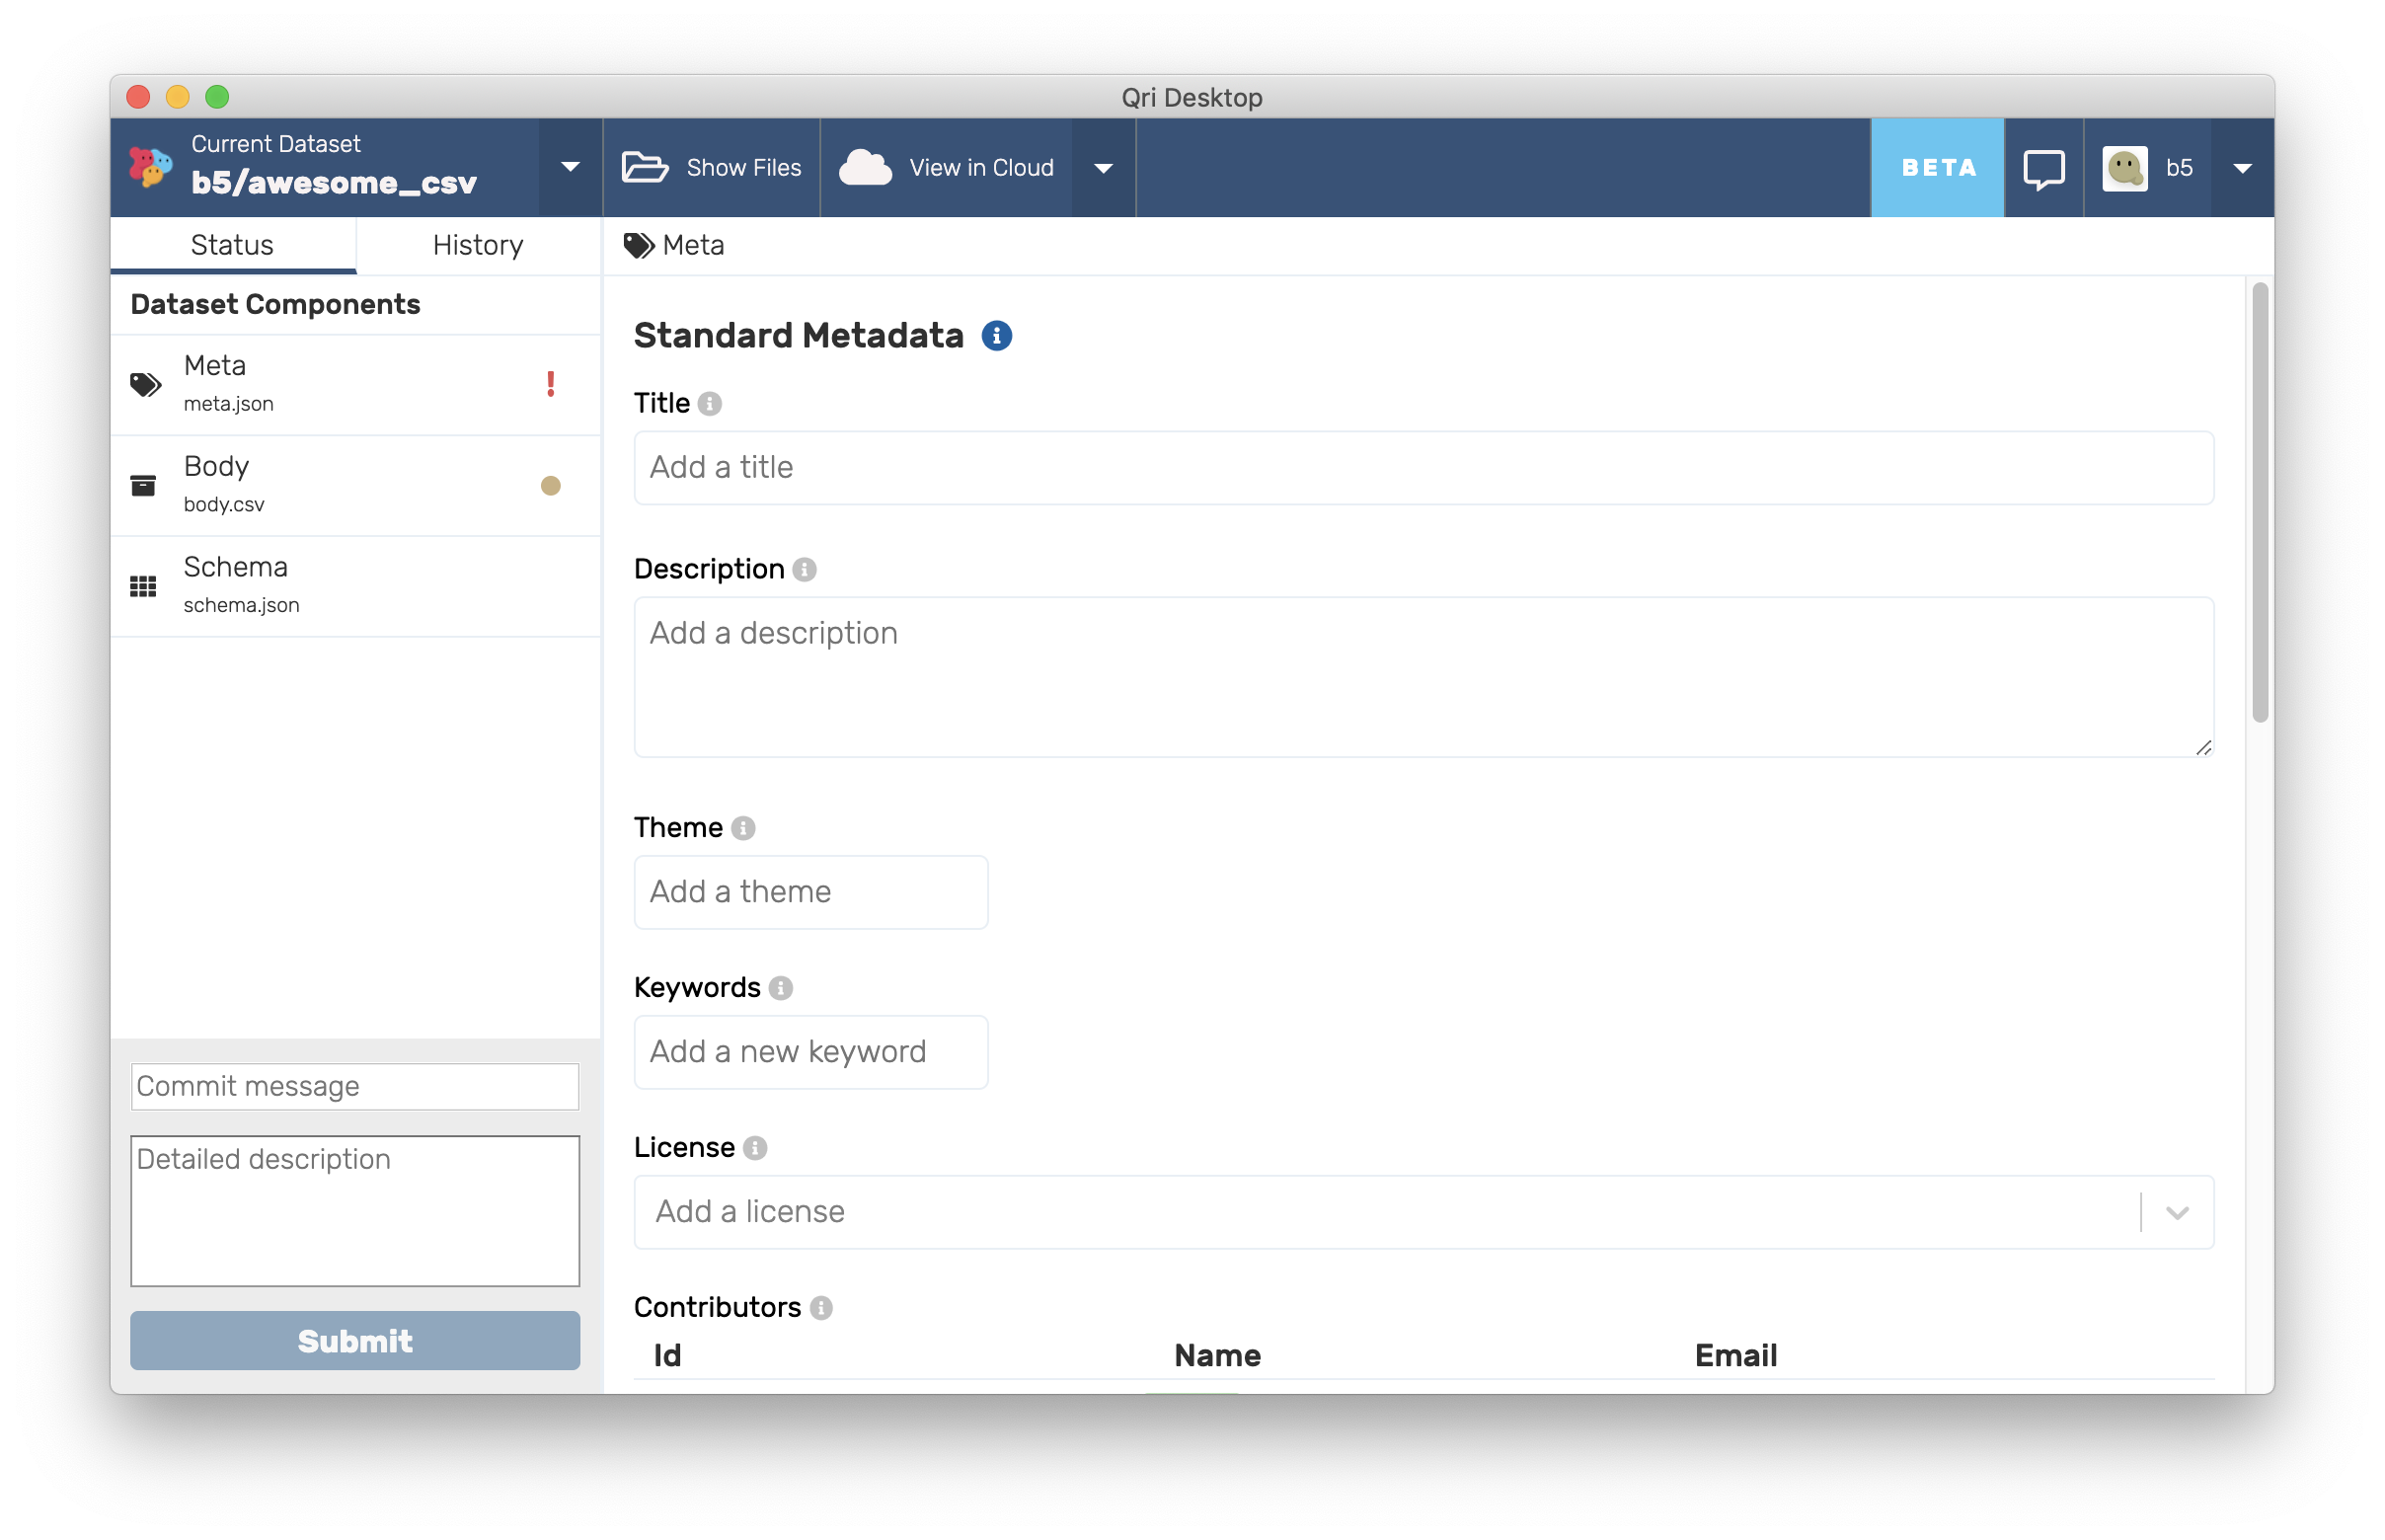 Qri Desktop
Current Dataset
b5/awesome_csv
Show Files
View in Cloud
BETA
b5
Status
History
Meta
Dataset Components
Meta
meta.json
!
Body
body.csv
Schema
schema.json
Commit message
Detailed description
Submit
Standard Metadata
Title
Add a title
Description
Add a description
Theme
Add a theme
Keywords
Add a new keyword
License
Add a license
Contributors
Id Name Email